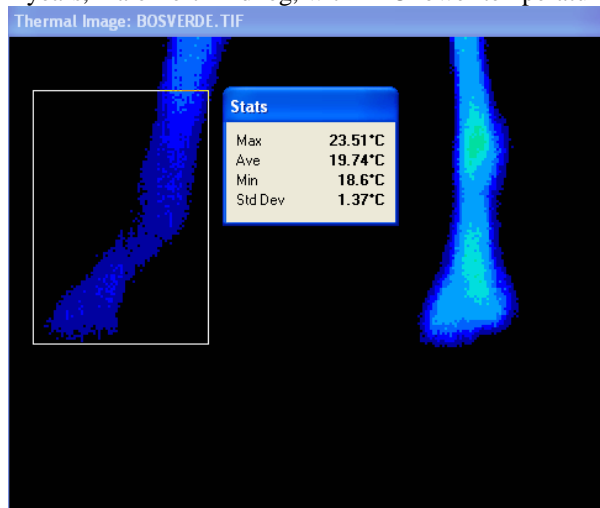 Thermal Image: BOSVERDE.TIF
Stats
Max 23.51°C
Ave 19.74°C
Min 18.6°C
Std Dev 1.37°C